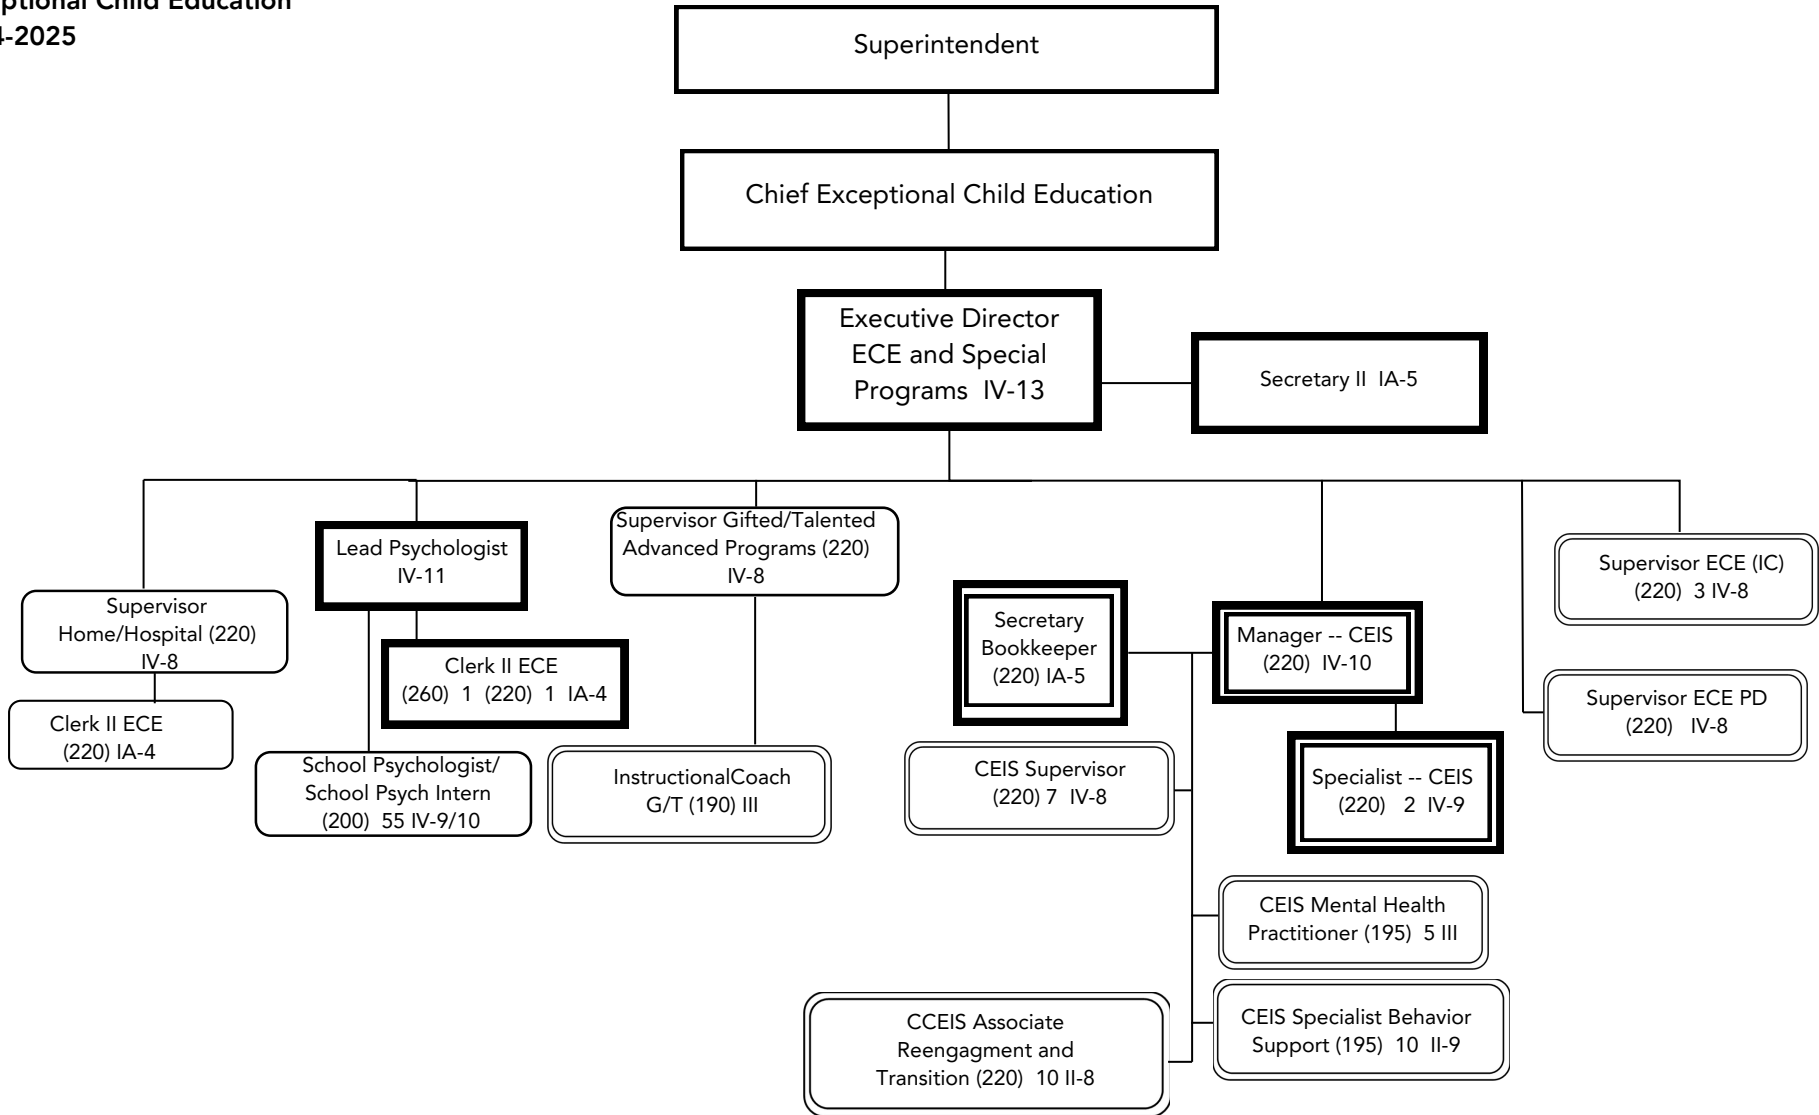 ptional Child Education
4-2025
Superintendent
Chief Exceptional Child Education
Executive Director
ECE and Special
Programs IV-13
Secretary II IA-5
Supervisor
Home/Hospital (220)
IV-8
Clerk II ECE
(220) IA-4
Lead Psychologist
IV-11
Clerk II ECE
(260) 1 (220) 1 IA-4
School Psychologist/
School Psych Intern
(200) 55 IV-9/10
Supervisor Gifted/Talented
Advanced Programs (220)
IV-8
InstructionalCoach
G/T (190) III
Secretary
Bookkeeper
(220) IA-5
Manager -- CEIS
(220) IV-10
CEIS Supervisor
(220) 7 IV-8
Specialist -- CEIS
(220) 2 IV-9
CEIS Mental Health
Practitioner (195) 5 III
CEIS Specialist Behavior
Support (195) 10 II-9
CCEIS Associate
Reengagment and
Transition (220) 10 II-8
Supervisor ECE (IC)
(220) 3 IV-8
Supervisor ECE PD
(220) IV-8